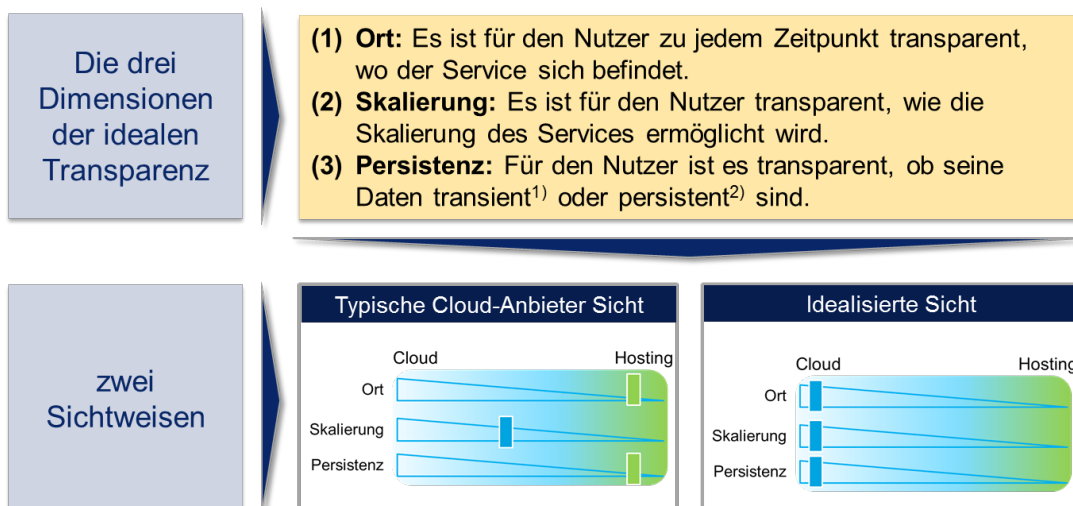 Die drei
Dimensionen
der idealen
Transparenz
(1) Ort: Es ist für den Nutzer zu jedem Zeitpunkt transparent,
wo der Service sich befindet.
(2) Skalierung: Es ist für den Nutzer transparent, wie die
Skalierung des Services ermöglicht wird.
(3) Persistenz: Für den Nutzer ist es transparent, ob seine
Daten transient1) oder persistent2) sind.
zwei
Sichtweisen
Typische Cloud-Anbieter Sicht
Cloud Hosting
Ort
Skalierung
Persistenz
Idealisierte Sicht
Cloud Hosting
Ort
Skalierung
Persistenz